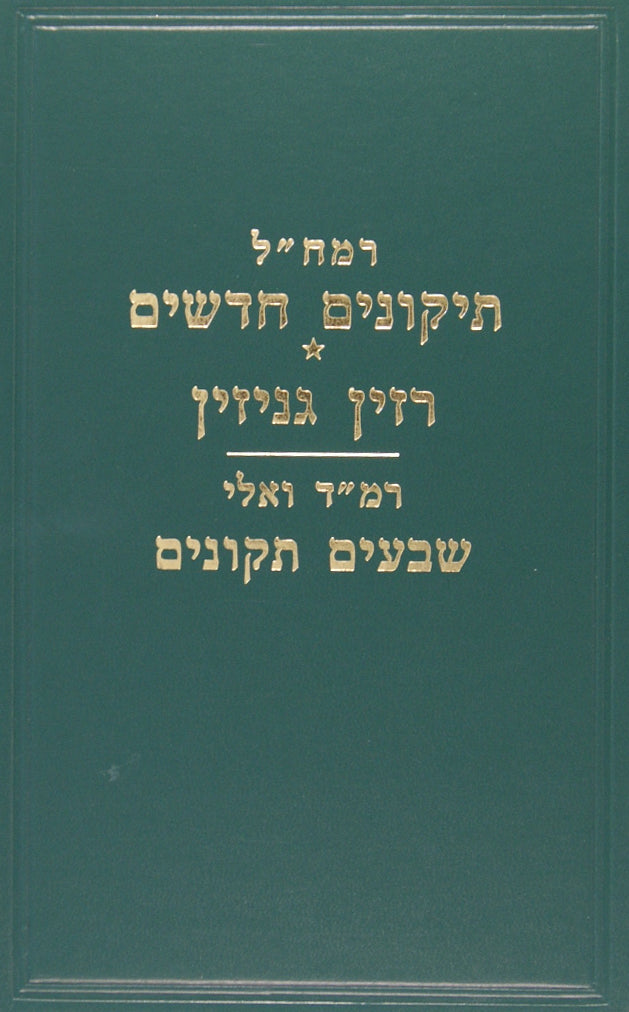 רמח״ל
תיקונים חדשים
רזין גניזין
רמ״ד ואלי
שבעים תקונים